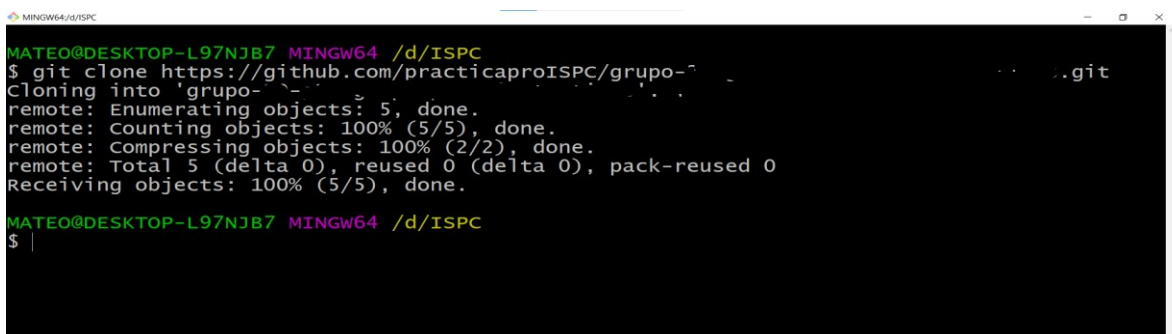 MINGW64:/d/ISPC
MATEO@DESKTOP-L97NJB7 MINGW64 /d/ISPC
$ git clone https://github.com/practicaproISPC/grupo- .git
Cloning into 'grupo-
remote: Enumerating objects: 5, done.
remote: Counting objects: 100% (5/5), done.
remote: Compressing objects: 100% (2/2), done.
remote: Total 5 (delta 0), reused 0 (delta 0), pack-reused 0
Receiving objects: 100% (5/5), done.
MATEO@DESKTOP-L97NJB7 MINGW64 /d/ISPC
$